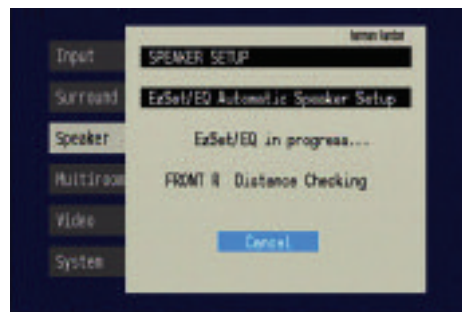 harman kardon
Input
Surround
Speaker
Multiroom
Video
System
SPEAKER SETUP
EzSet/EQ Automatic Speaker Setup
EzSet/EQ in progress...
FRONT R Distance Checking
Cancel